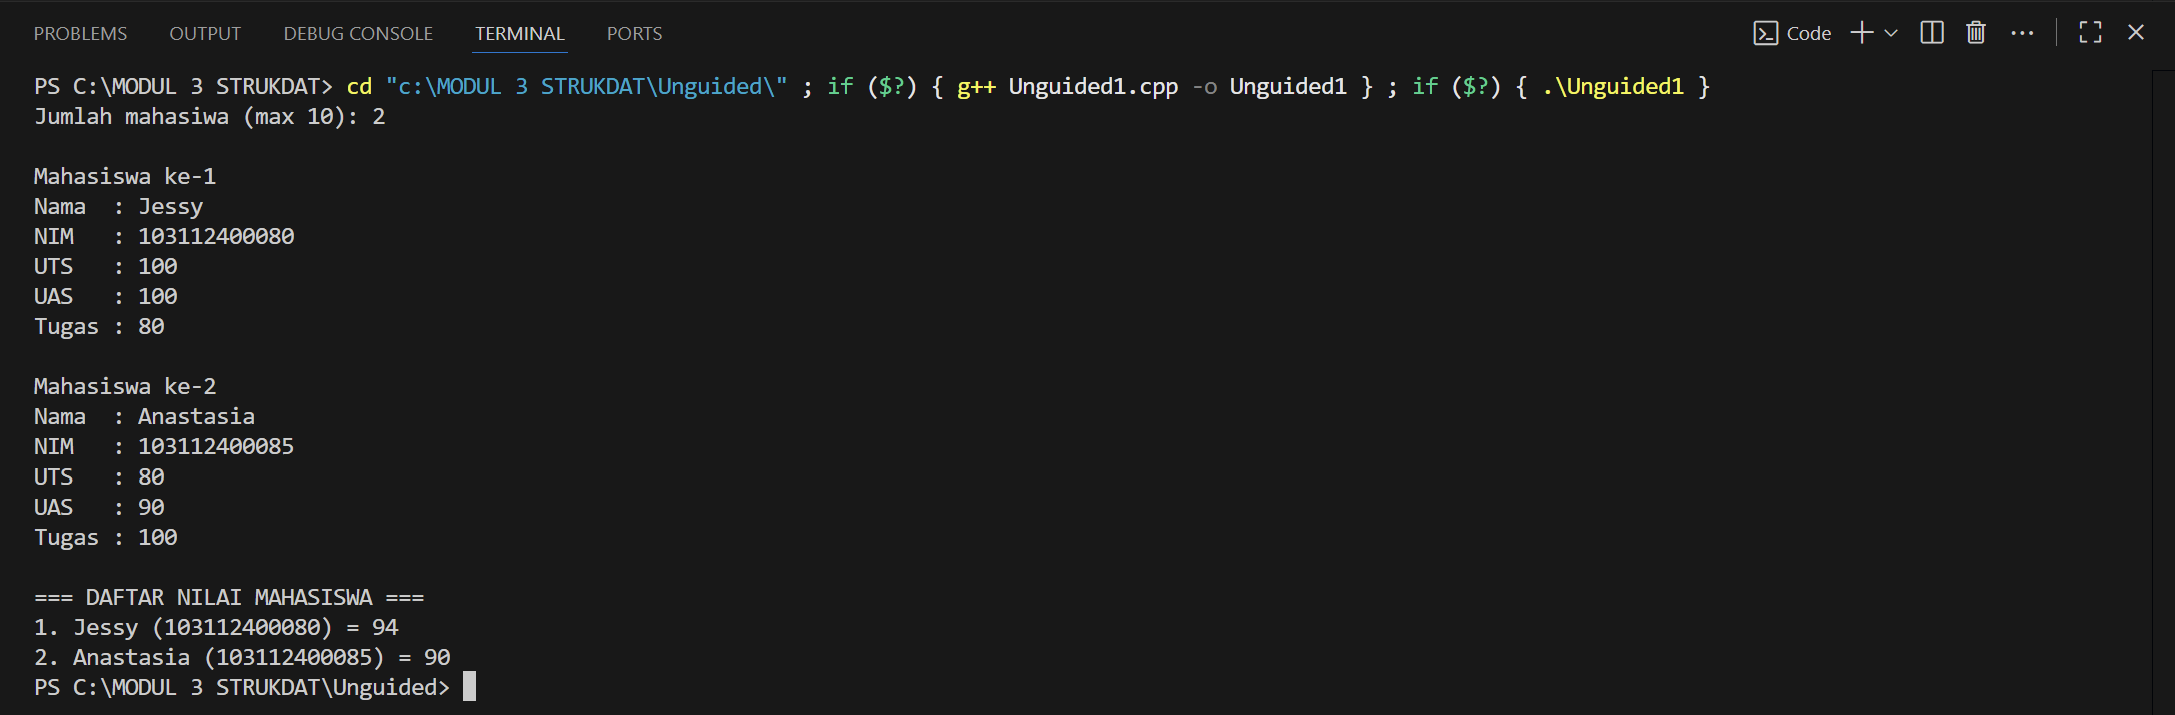 PROBLEMS OUTPUT DEBUG CONSOLE TERMINAL PORTS Code
PS C:\MODUL 3 STRUKDAT> cd "c:\MODUL 3 STRUKDAT\Unguided\" ; if ($?) { g++ Unguided1.cpp -o Unguided1 } ; if ($?) { .\Unguided1 }
Jumlah mahasiwa (max 10): 2
Mahasiswa ke-1
Nama  : Jessy
NIM   : 103112400080
UTS   : 100
UAS   : 100
Tugas : 80
Mahasiswa ke-2
Nama  : Anastasia
NIM   : 103112400085
UTS   : 80
UAS   : 90
Tugas : 100
=== DAFTAR NILAI MAHASISWA ===
1. Jessy (103112400080) = 94
2. Anastasia (103112400085) = 90
PS C:\MODUL 3 STRUKDAT\Unguided>